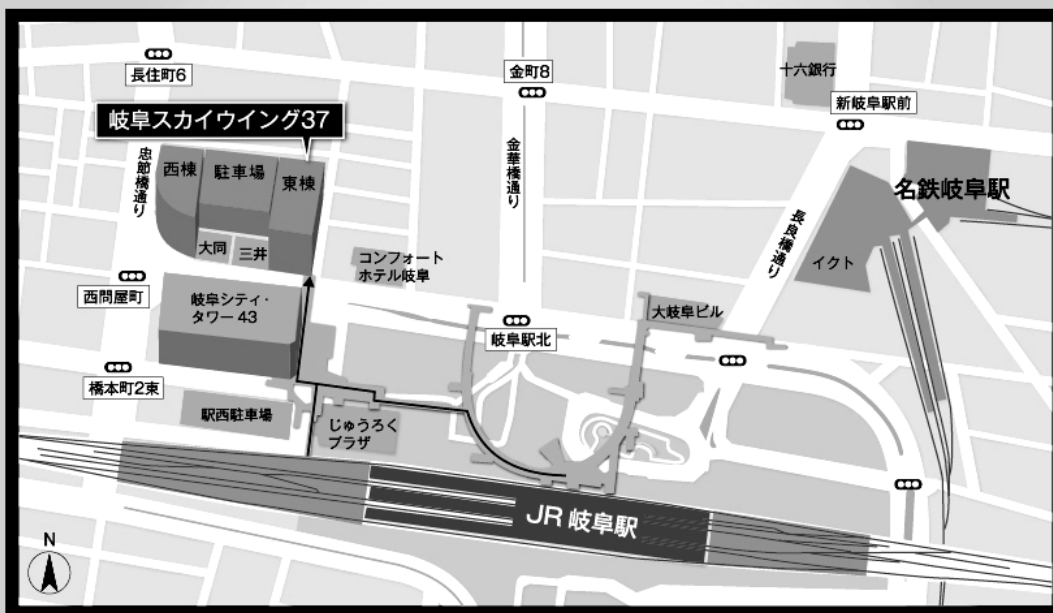 長住町6
金町8
十六銀行
新岐阜駅前
岐阜スカイウイング37
忠節橋通り
西棟
駐車場
東棟
金華橋通り
名鉄岐阜駅
長良橋通り
大同
三井
コンフォート
ホテル岐阜
イクト
西問屋町
岐阜シティ・
タワー43
大岐阜ビル
岐阜駅北
橋本町2東
駅西駐車場
じゅうろく
プラザ
JR岐阜駅
N